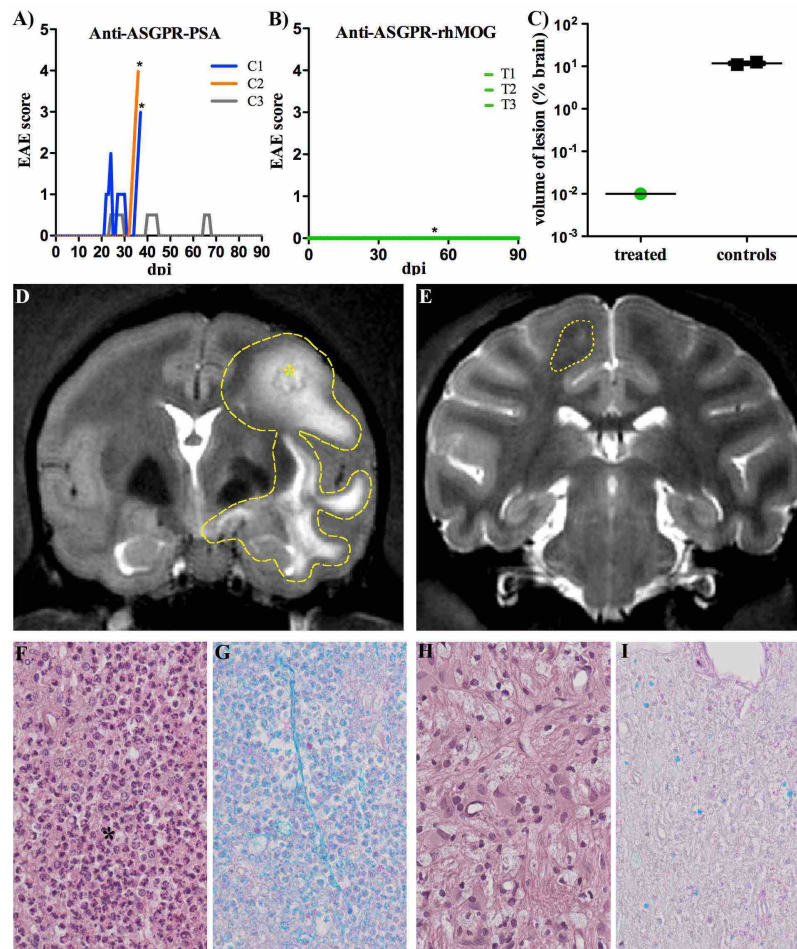 A)
Anti-ASGPR-PSA
EAE score
5
4
3
2
1
0
*
*
C1
C2
C3
0 10 20 30 40 50 60 70 80 90
dpi
B)
Anti-ASGPR-rhMOG
EAE score
5
4
3
2
1
0
T1
T2
T3
*
0 30 60 90
dpi
C)
volume of lesion (% brain)
10²
10¹
10⁰
10⁻¹
10⁻²
10⁻³
treated controls
D
*
E
F
*
G
H
I